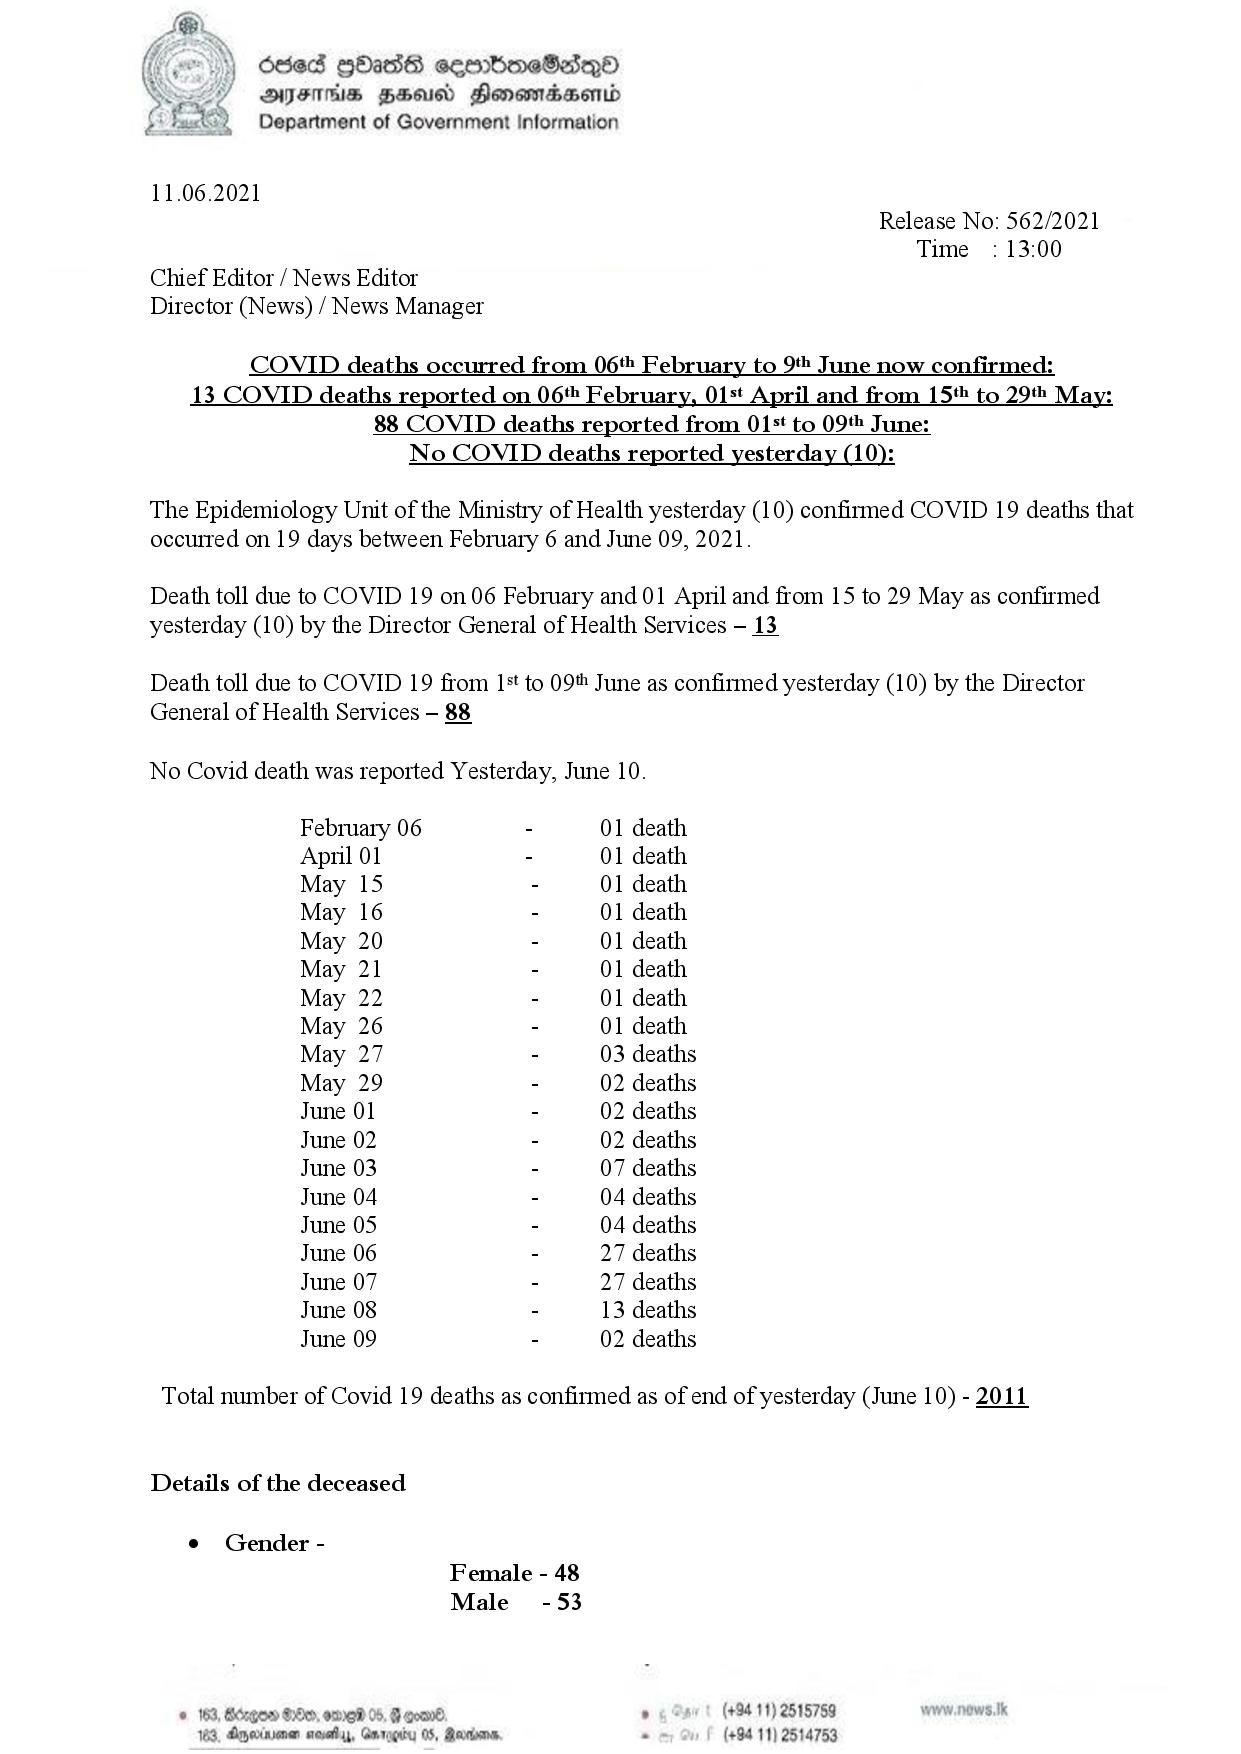 රජයේ ප්‍රවෘත්ති දෙපාර්තමේන්තුව
அரசாங்க தகவல் திணைக்களம்
Department of Government Information
11.06.2021
Release No: 562/2021
Time : 13:00
Chief Editor / News Editor
Director (News) / News Manager
COVID deaths occurred from 06th February to 9th June now confirmed:
13 COVID deaths reported on 06th February, 01st April and from 15th to 29th May:
88 COVID deaths reported from 01st to 09th June:
No COVID deaths reported yesterday (10):
The Epidemiology Unit of the Ministry of Health yesterday (10) confirmed COVID 19 deaths that
occurred on 19 days between February 6 and June 09, 2021.
Death toll due to COVID 19 on 06 February and 01 April and from 15 to 29 May as confirmed
yesterday (10) by the Director General of Health Services – 13
Death toll due to COVID 19 from 1st to 09th June as confirmed yesterday (10) by the Director
General of Health Services – 88
No Covid death was reported Yesterday, June 10.
February 06 - 01 death
April 01 - 01 death
May 15 - 01 death
May 16 - 01 death
May 20 - 01 death
May 21 - 01 death
May 22 - 01 death
May 26 - 01 death
May 27 - 03 deaths
May 29 - 02 deaths
June 01 - 02 deaths
June 02 - 02 deaths
June 03 - 07 deaths
June 04 - 04 deaths
June 05 - 04 deaths
June 06 - 27 deaths
June 07 - 27 deaths
June 08 - 13 deaths
June 09 - 02 deaths
Total number of Covid 19 deaths as confirmed as of end of yesterday (June 10) - 2011
Details of the deceased
• Gender -
Female - 48
Male - 53
• 163, කිරුළපන මාවත, කොළඹ 05, ශ්‍රී ලංකාව.
163, கிருலப்பனை எவனியூ, கொழும்பு 05, இலங்கை.
(+94 11) 2515759
(+94 11) 2514753
www.news.lk